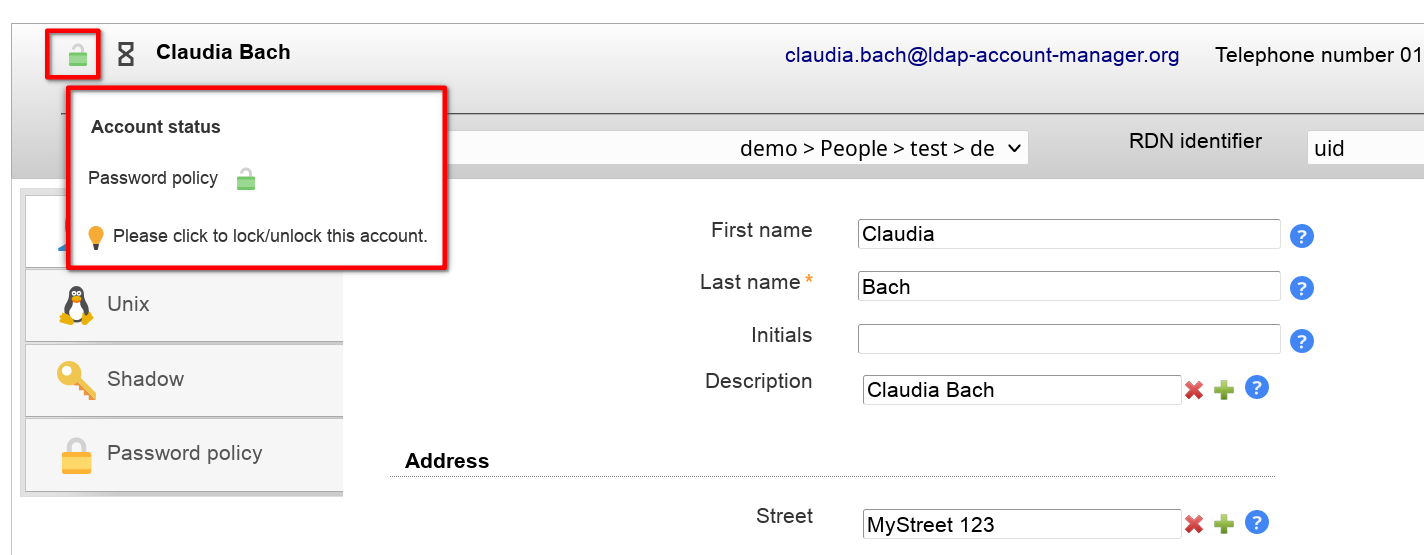 Claudia Bach
claudia.bach@ldap-account-manager.org
Telephone number 01
Account status
Password policy
Please click to lock/unlock this account.
demo > People > test > de
RDN identifier
uid
Unix
Shadow
Password policy
First name
Claudia
?
Last name *
Bach
?
Initials
?
Description
Claudia Bach
?
Address
Street
MyStreet 123
?